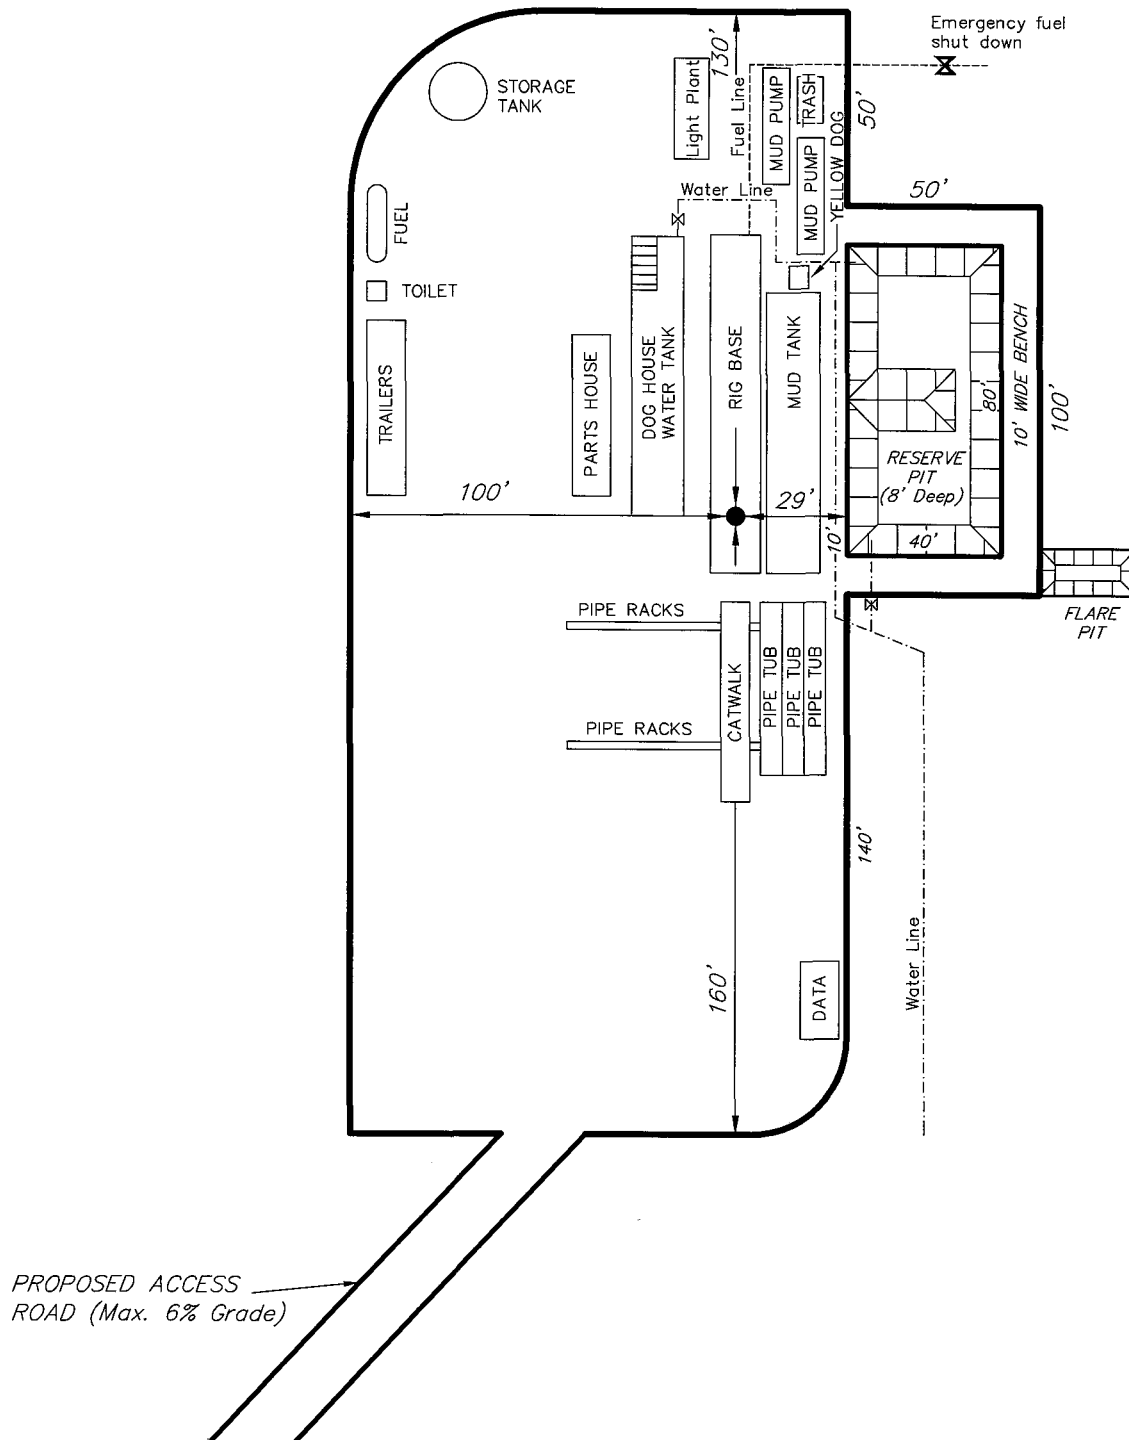 Emergency fuel
shut down
130'
STORAGE
TANK
Light Plant
Fuel Line
MUD PUMP
TRASH
50'
MUD PUMP
YELLOW DOG
Water Line
50'
FUEL
TOILET
TRAILERS
PARTS HOUSE
DOG HOUSE
WATER TANK
RIG BASE
MUD TANK
80'
10' WIDE BENCH
100'
RESERVE
PIT
(8' Deep)
100'
29'
10'
40'
FLARE
PIT
PIPE RACKS
CATWALK
PIPE TUB
PIPE TUB
PIPE TUB
PIPE RACKS
140'
160'
DATA
Water Line
PROPOSED ACCESS
ROAD (Max. 6% Grade)